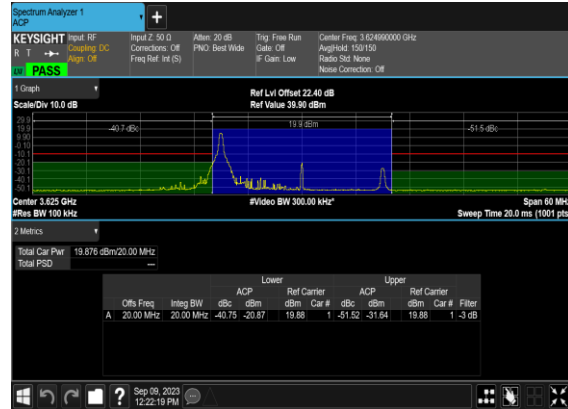 Spectrum Analyzer 1
ACP
KEYSIGHT Input: RF Input Z: 50 Ω Atten: 20 dB Trig: Free Run Center Freq: 3.624990000 GHz
R T Coupling: DC Corrections: Off PNO: Best Wide Gate: Off Avg|Hold: 150/150
Align: Off Freq Ref: Int (S) IF Gain: Low Radio Std: None
PASS Noise Correction: Off
1 Graph Ref Lvl Offset 22.40 dB
Scale/Div 10.0 dB Ref Value 39.90 dBm
29.9
19.9 -40.7 dBc 19.9 dBm -51.5 dBc
9.90
-0.10
-10.1
-20.1
-30.1
-40.1
-50.1
Center 3.625 GHz #Video BW 300.00 kHz* Span 60 MHz
#Res BW 100 kHz Sweep Time 20.0 ms (1001 pts
2 Metrics
Total Car Pwr 19.876 dBm/20.00 MHz
Total PSD ---
Lower Upper
ACP Ref Carrier ACP Ref Carrier
Offs Freq Integ BW dBc dBm dBm Car # dBc dBm dBm Car # Filter
A 20.00 MHz 20.00 MHz -40.75 -20.87 19.88 1 -51.52 -31.64 19.88 1 -3 dB
Sep 09, 2023
12:22:19 PM